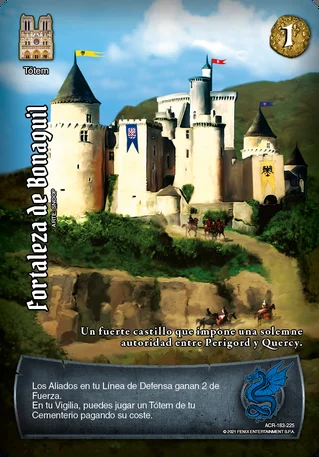 1
Tótem
Fortaleza de Bonaguil
Un fuerte castillo que impone una solemne
autoridad entre Perigord y Quercy.
Los Aliados en tu Línea de Defensa ganan 2 de
Fuerza.
En tu Vigilia, puedes jugar un Tótem de tu
Cementerio pagando su coste.
ACR-183-225
© 2021 FENIX ENTERTAINMENT S.P.A.